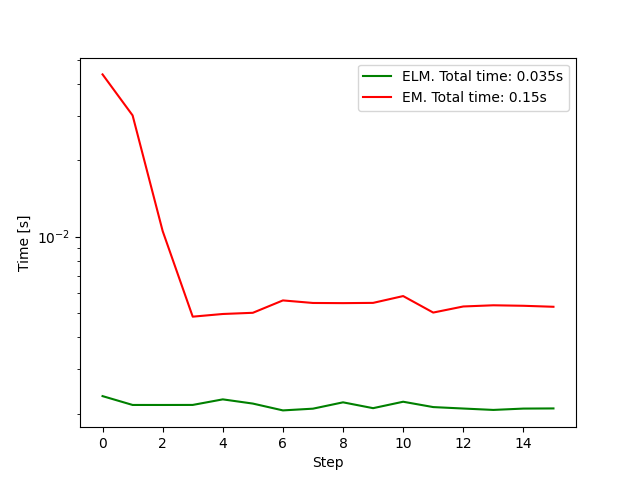 ELM. Total time: 0.035s
EM. Total time: 0.15s
Time [s]
10⁻²
0 2 4 6 8 10 12 14
Step